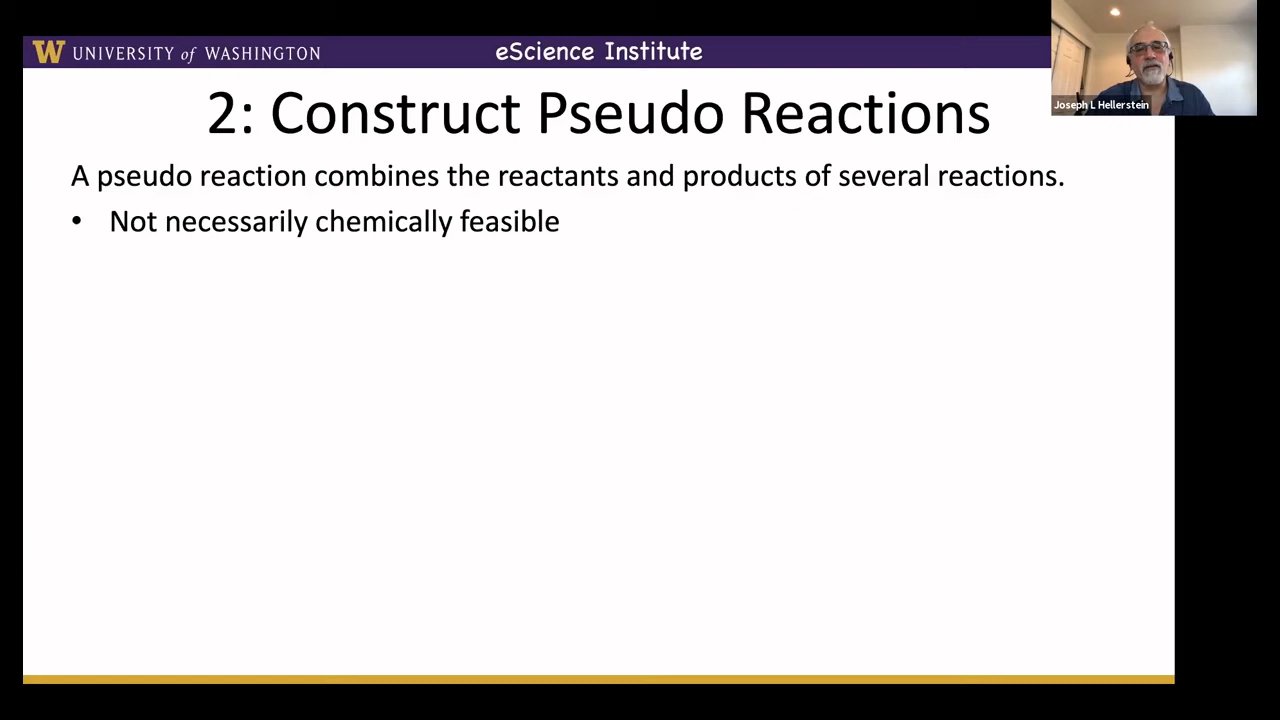 W UNIVERSITY of WASHINGTON
eScience Institute
Joseph L Hellerstein
2: Construct Pseudo Reactions
A pseudo reaction combines the reactants and products of several reactions.
• Not necessarily chemically feasible